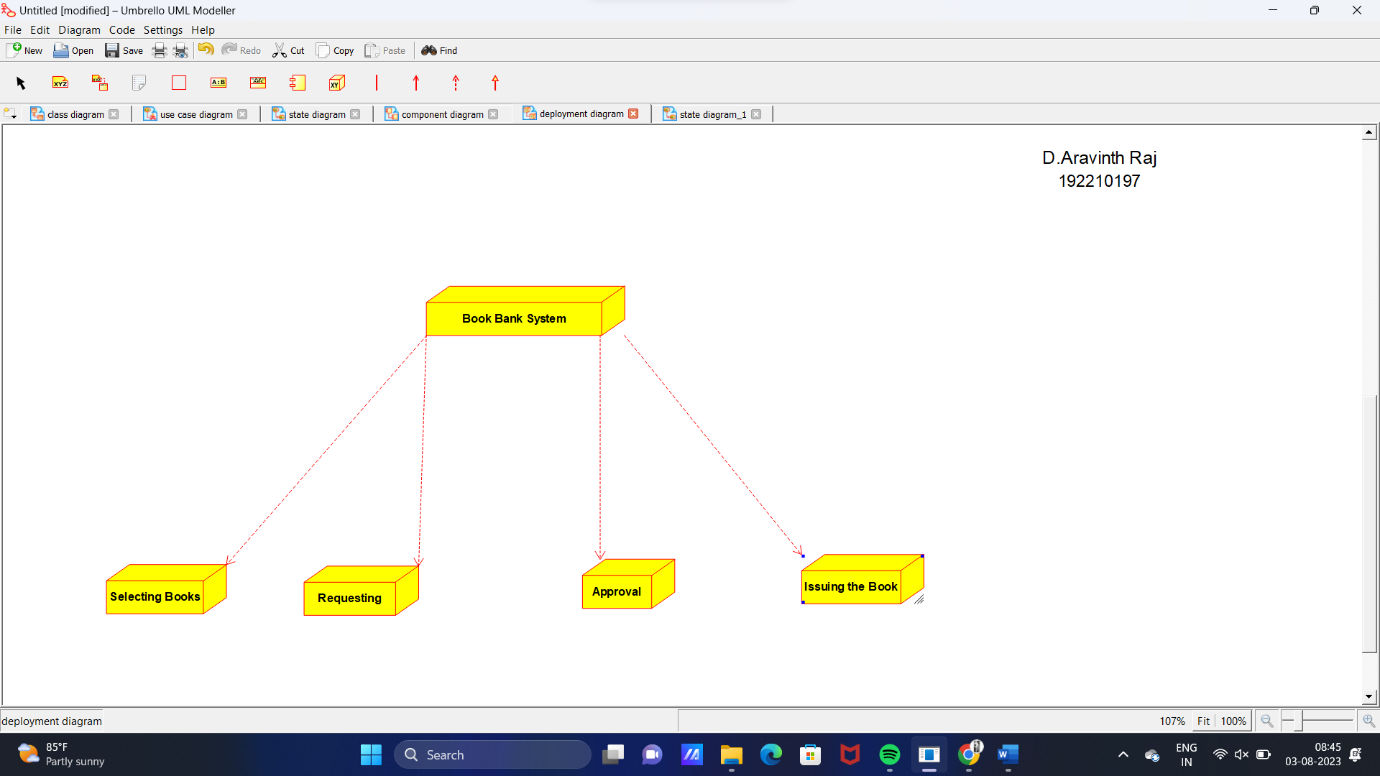 Untitled [modified] – Umbrello UML Modeller
File Edit Diagram Code Settings Help
New Open Save Redo Cut Copy Paste Find
XYZ A:B ABC XY
class diagram use case diagram state diagram component diagram deployment diagram state diagram_1
D.Aravinth Raj
192210197
Book Bank System
Selecting Books Requesting Approval Issuing the Book
deployment diagram 107% Fit 100%
85°F
Partly sunny
Search
ENG
IN
08:45
03-08-2023